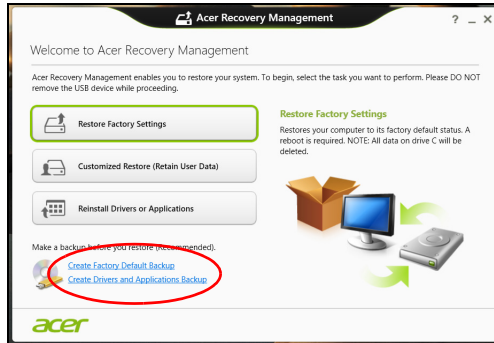 Acer Recovery Management
Welcome to Acer Recovery Management
Acer Recovery Management enables you to restore your system. To begin, select the task you want to perform. Please DO NOT
remove the USB device while proceeding.
Restore Factory Settings
Customized Restore (Retain User Data)
Reinstall Drivers or Applications
Restore Factory Settings
Restores your computer to its factory default status. A
reboot is required. NOTE: All data on drive C will be
deleted.
Make a backup before you restore (Recommended).
Create Factory Default Backup
Create Drivers and Applications Backup
acer